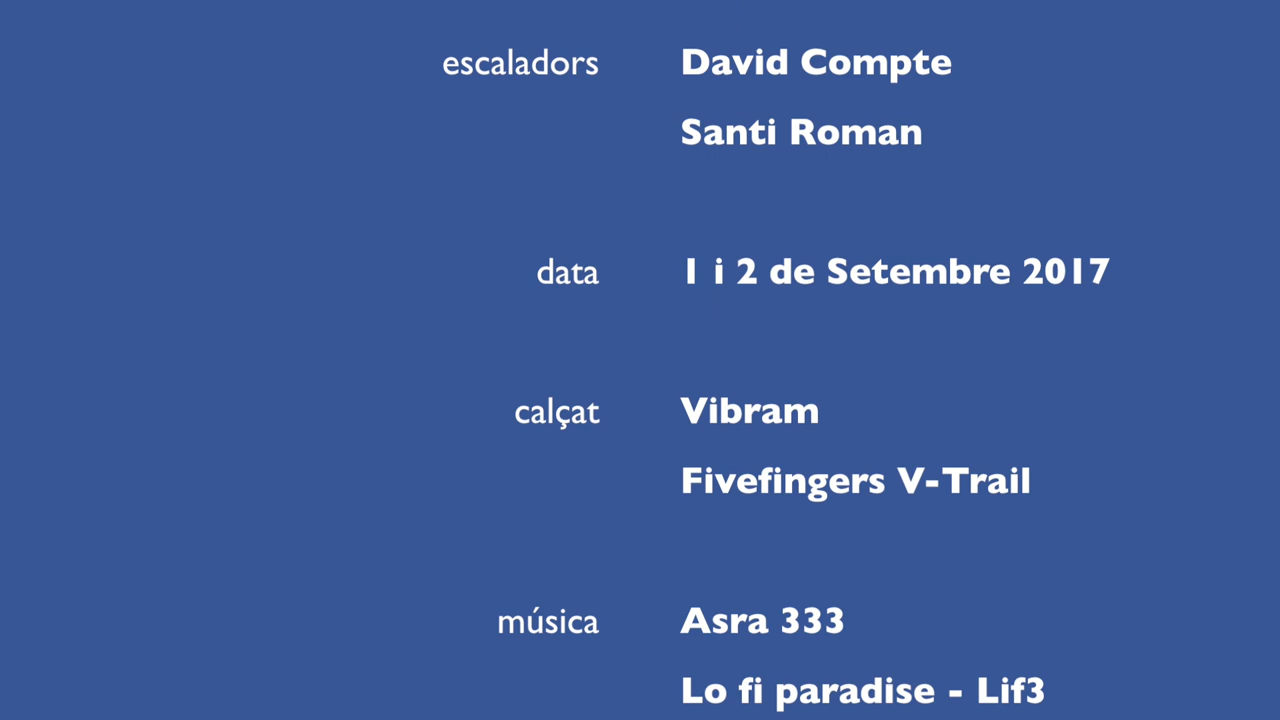 escaladors David Compte
Santi Roman
data 1 i 2 de Setembre 2017
calçat Vibram
Fivefingers V-Trail
música Asra 333
Lo fi paradise - Lif3